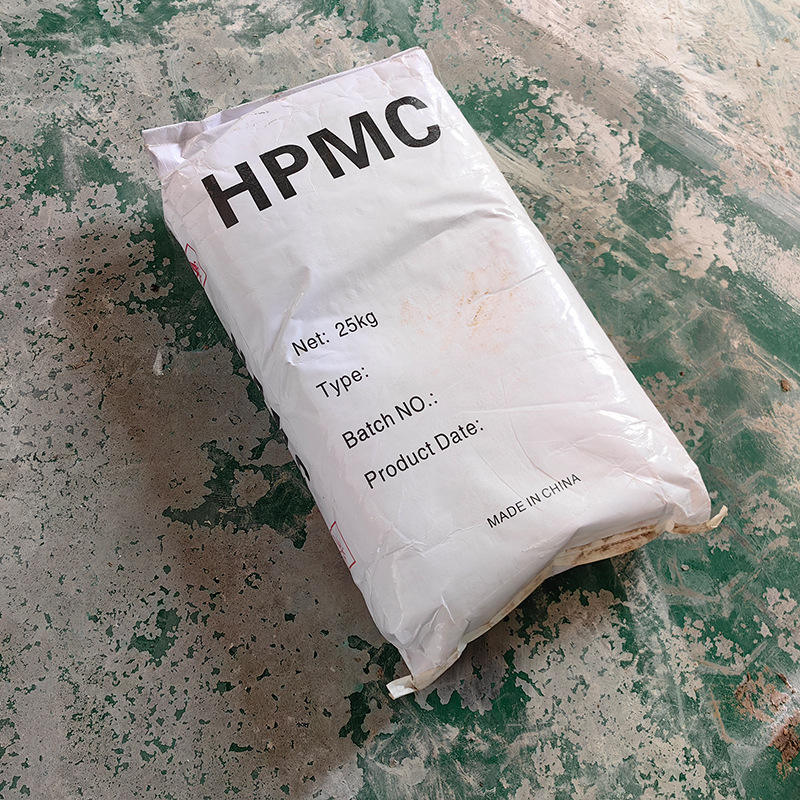 HPMC
Net: 25kg
Type:
Batch NO.:
Product Date:
MADE IN CHINA